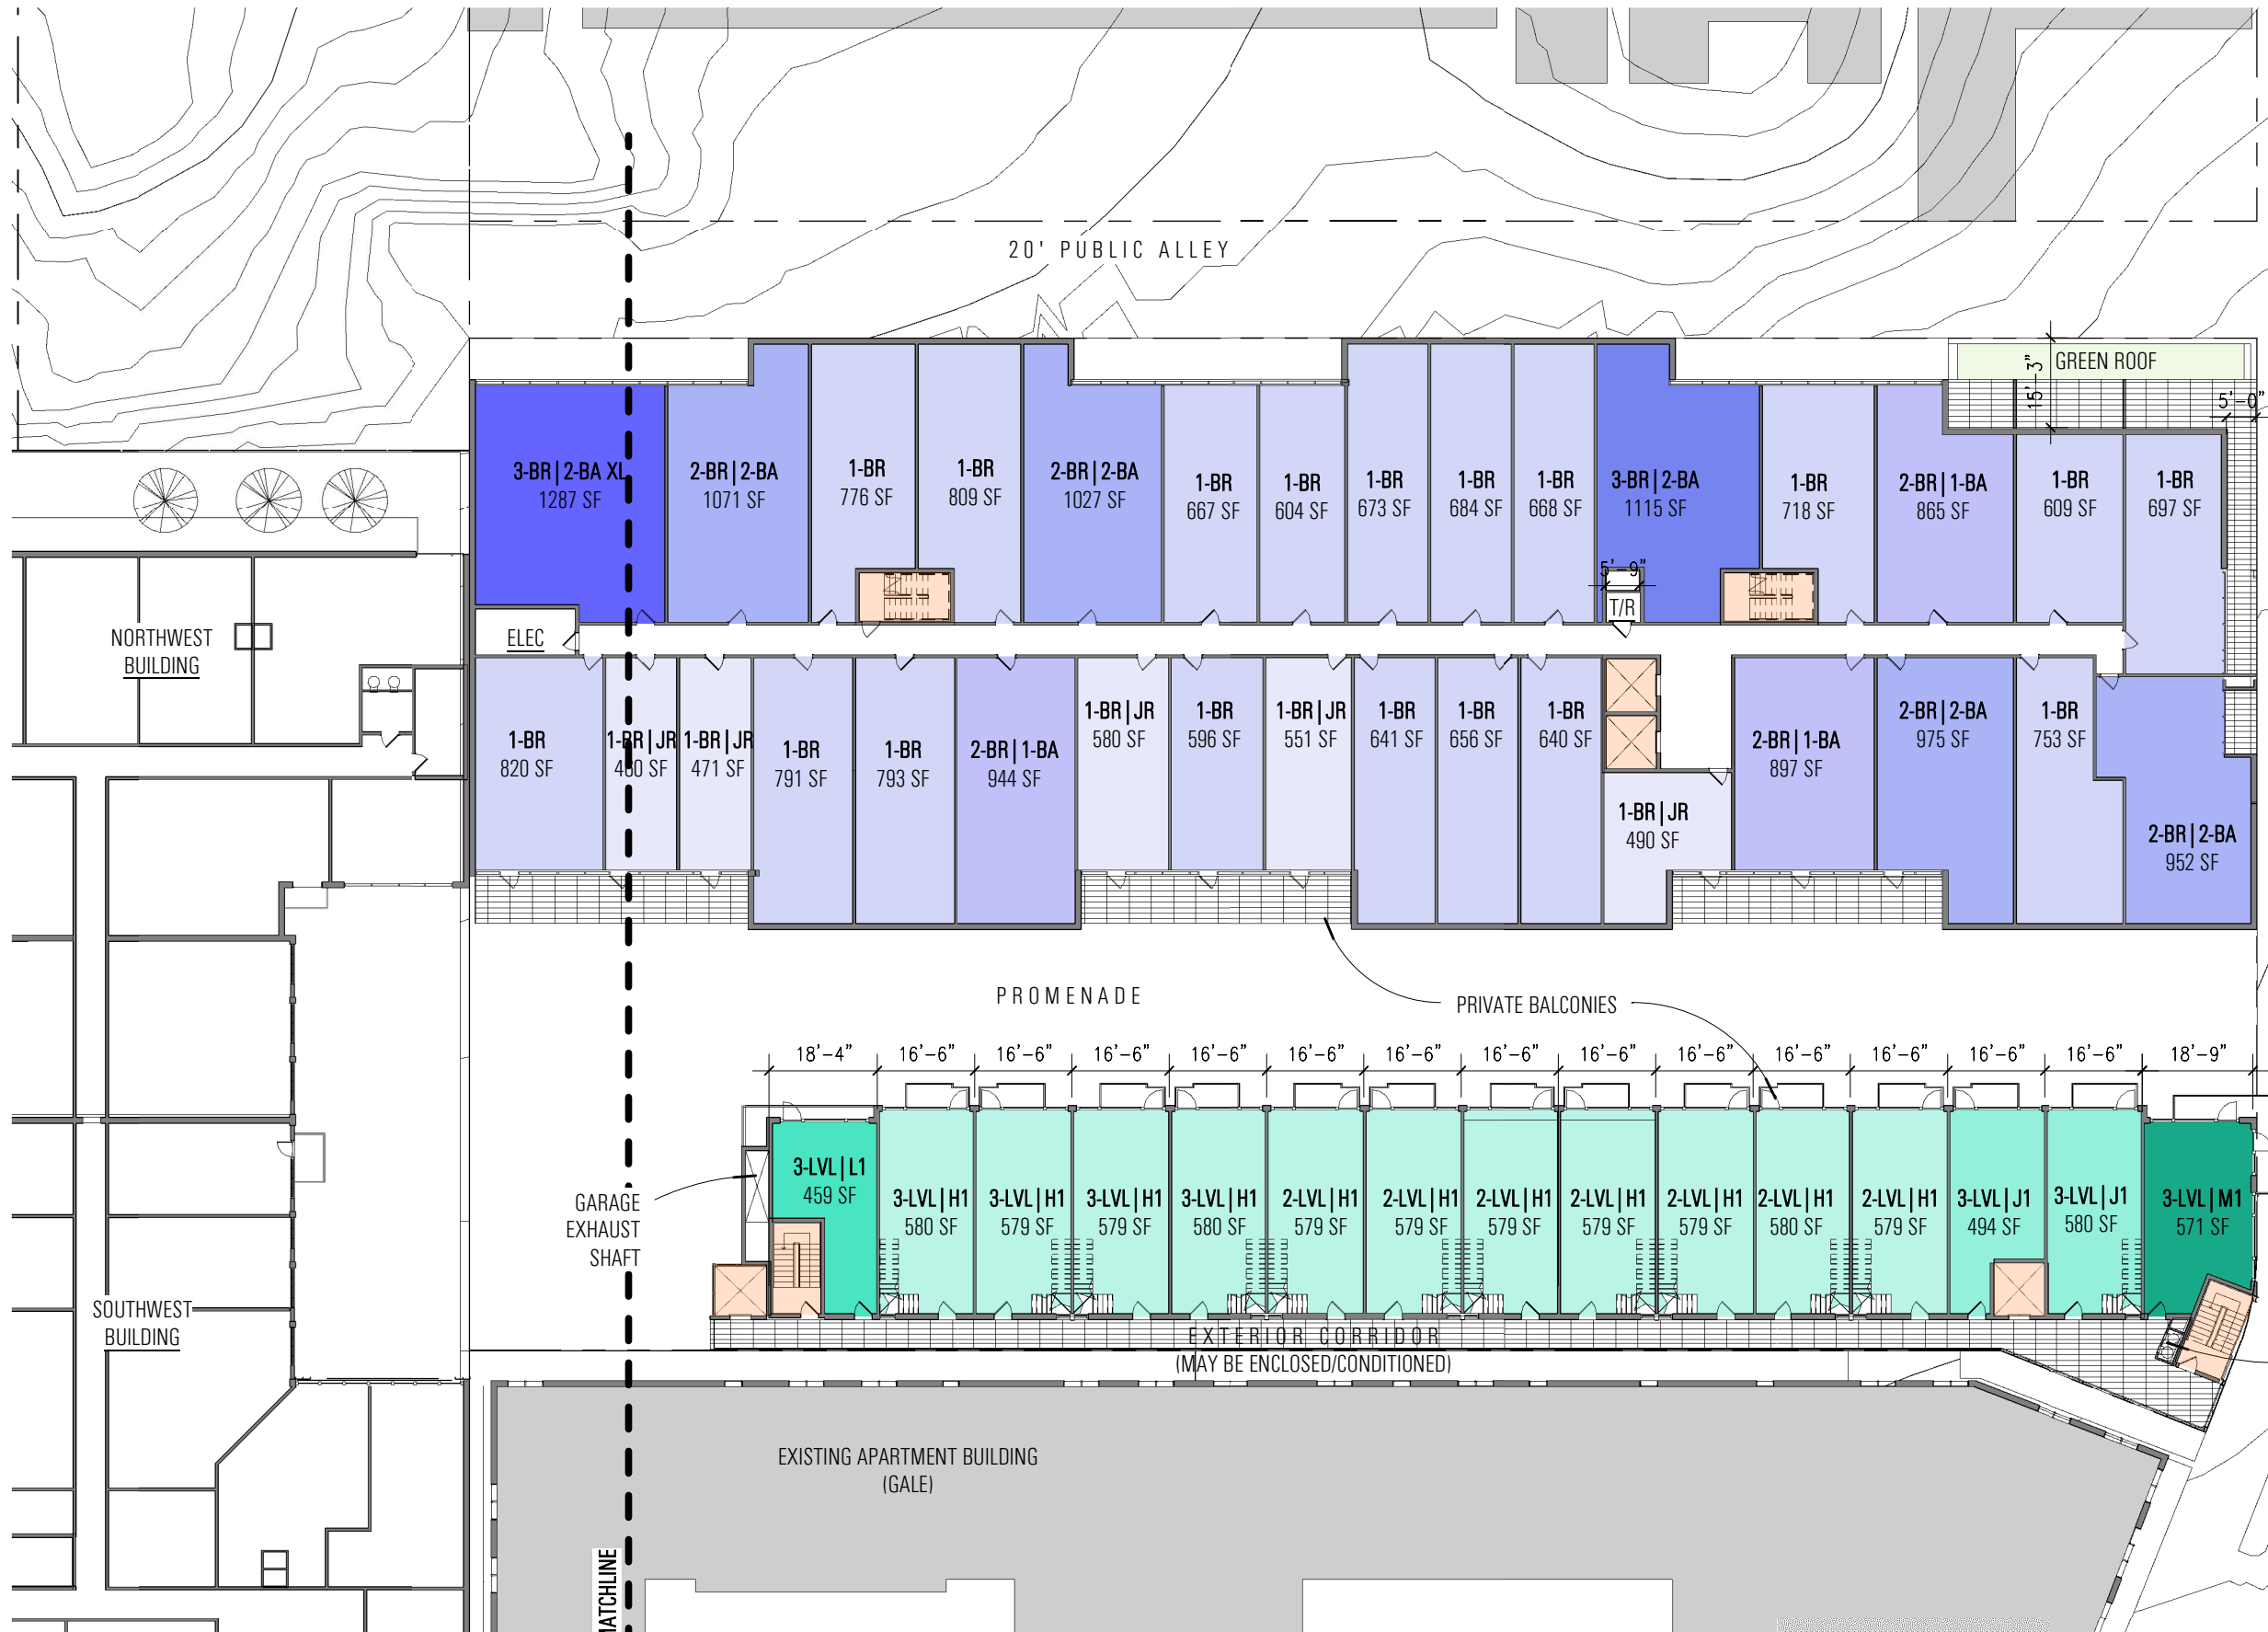 20' PUBLIC ALLEY
GREEN ROOF
15'-3"
5'-0"
3-BR|2-BA XL
1287 SF
2-BR|2-BA
1071 SF
1-BR
776 SF
1-BR
809 SF
2-BR|2-BA
1027 SF
1-BR
667 SF
1-BR
604 SF
1-BR
673 SF
1-BR
684 SF
1-BR
668 SF
3-BR|2-BA
1115 SF
1-BR
718 SF
2-BR|1-BA
865 SF
1-BR
609 SF
1-BR
697 SF
5'-9"
T/R
NORTHWEST
BUILDING
ELEC
1-BR
820 SF
1-BR|JR
SF
1-BR|JR
471 SF
1-BR
791 SF
1-BR
793 SF
2-BR|1-BA
944 SF
1-BR|JR
580 SF
1-BR
596 SF
1-BR|JR
551 SF
1-BR
641 SF
1-BR
656 SF
1-BR
640 SF
1-BR|JR
490 SF
2-BR|1-BA
897 SF
2-BR|2-BA
975 SF
1-BR
753 SF
2-BR|2-BA
952 SF
PROMENADE
PRIVATE BALCONIES
18'-4" 16'-6" 16'-6" 16'-6" 16'-6" 16'-6" 16'-6" 16'-6" 16'-6" 16'-6" 16'-6" 16'-6" 16'-6" 16'-6" 18'-9"
GARAGE
EXHAUST
SHAFT
3-LVL|L1
459 SF
3-LVL|H1
580 SF
3-LVL|H1
579 SF
3-LVL|H1
579 SF
3-LVL|H1
580 SF
2-LVL|H1
579 SF
2-LVL|H1
579 SF
2-LVL|H1
579 SF
2-LVL|H1
579 SF
2-LVL|H1
579 SF
2-LVL|H1
580 SF
2-LVL|H1
579 SF
3-LVL|J1
494 SF
3-LVL|J1
580 SF
3-LVL|M1
571 SF
SOUTHWEST
BUILDING
EXTERIOR CORRIDOR
(MAY BE ENCLOSED/CONDITIONED)
EXISTING APARTMENT BUILDING
(GALE)
MATCHLINE